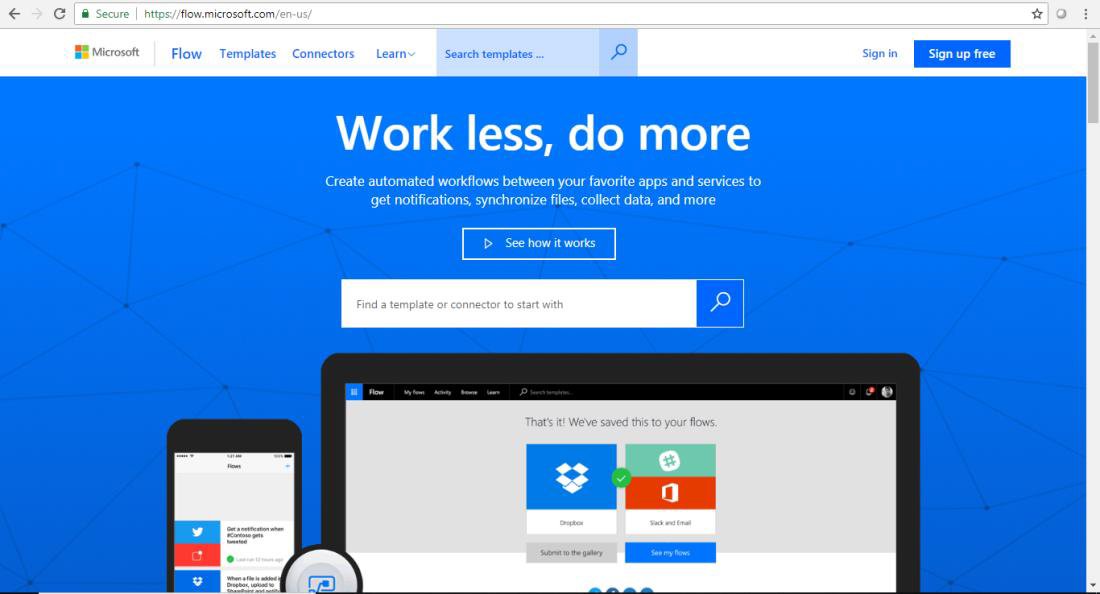 Secure
https://flow.microsoft.com/en-us/
Microsoft
Flow
Templates
Connectors
Learn
Search templates ...
Sign in
Sign up free
Work less, do more
Create automated workflows between your favorite apps and services to
get notifications, synchronize files, collect data, and more
See how it works
Find a template or connector to start with
Flow
My flows
Activity
Browse
Learn
Search templates...
That's it! We've saved this to your flows.
Dropbox
Slack and Email
Submit to the gallery
See my flows
1:21 AM
100%
Flows
Get a notification when
#Contoso gets
tweeted
Last run 12 hours ago
When a file is added in
Dropbox, upload to
SharePoint and notify